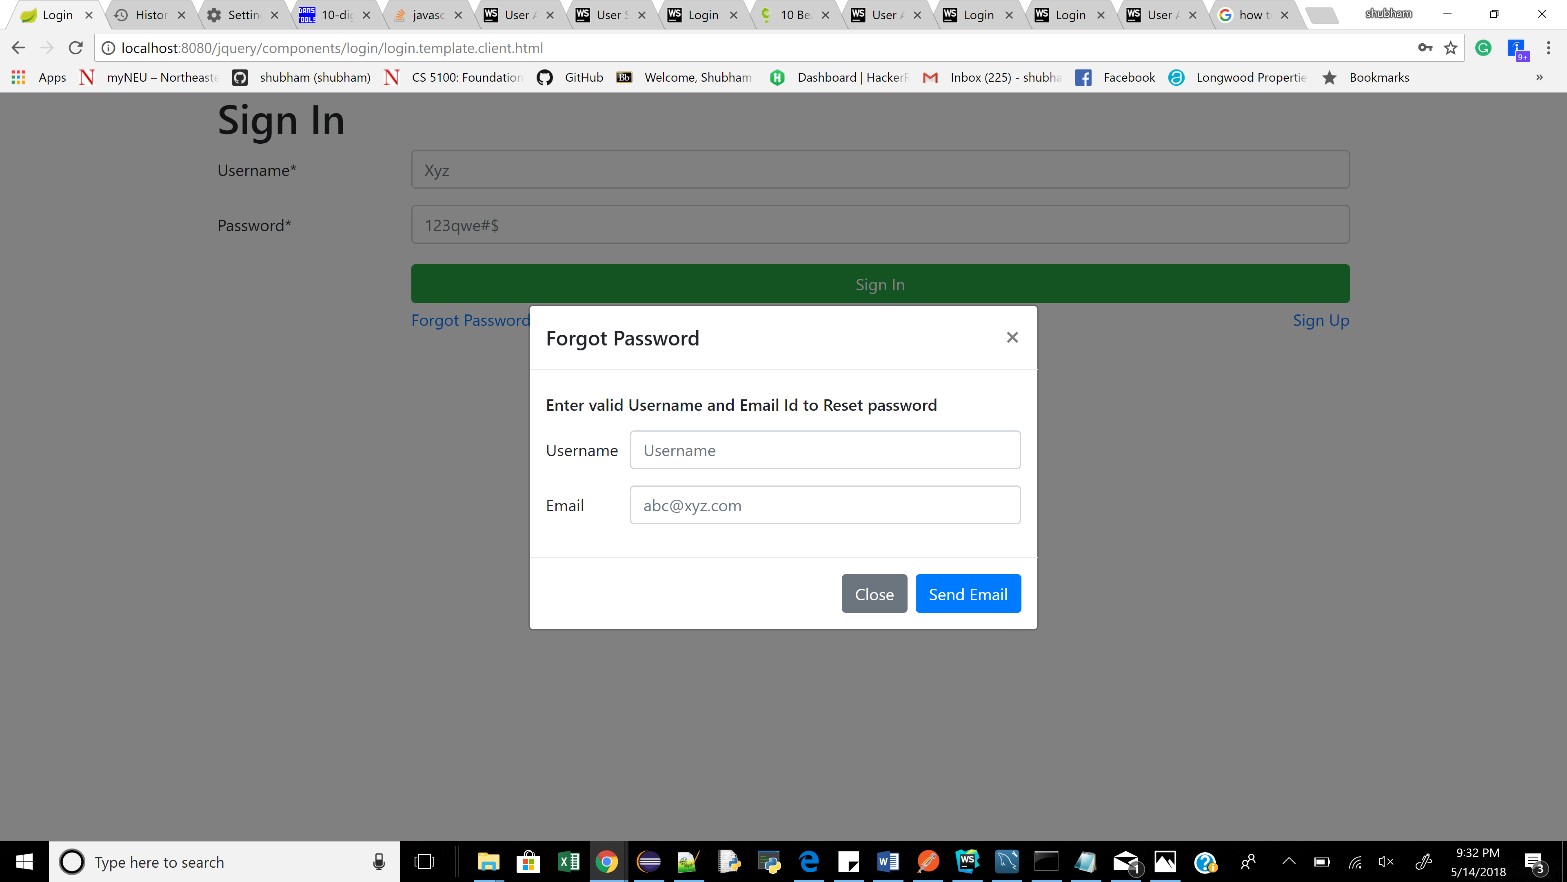 Login
Histor
Settin
10-dig
javasc
User A
User S
Login
10 Be
User A
Login
Login
User A
how t
shubham
localhost:8080/jquery/components/login/login.template.client.html
Apps
myNEU – Northeaste
shubham (shubham)
CS 5100: Foundation
GitHub
Bb
Welcome, Shubham
Dashboard | HackerR
Inbox (225) - shubha
Facebook
Longwood Propertie
Bookmarks
»
9+
Sign In
Username*
Xyz
Password*
123qwe#$
Sign In
Forgot Password
Sign Up
Forgot Password
×
Enter valid Username and Email Id to Reset password
Username
Username
Email
abc@xyz.com
Close
Send Email
Type here to search
1
9:32 PM
5/14/2018
3